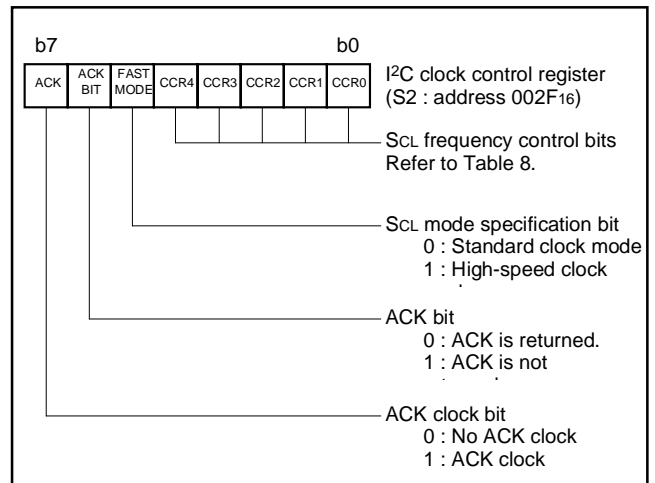 b7 b0
ACK ACK BIT FAST MODE CCR4 CCR3 CCR2 CCR1 CCR0
I2C clock control register
(S2 : address 002F16)
SCL frequency control bits
Refer to Table 8.
SCL mode specification bit
0 : Standard clock mode
1 : High-speed clock
ACK bit
0 : ACK is returned.
1 : ACK is not
ACK clock bit
0 : No ACK clock
1 : ACK clock